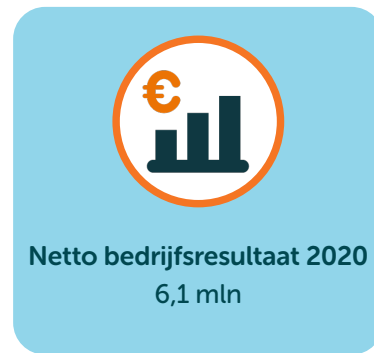 €
Netto bedrijfsresultaat 2020
6,1 mln